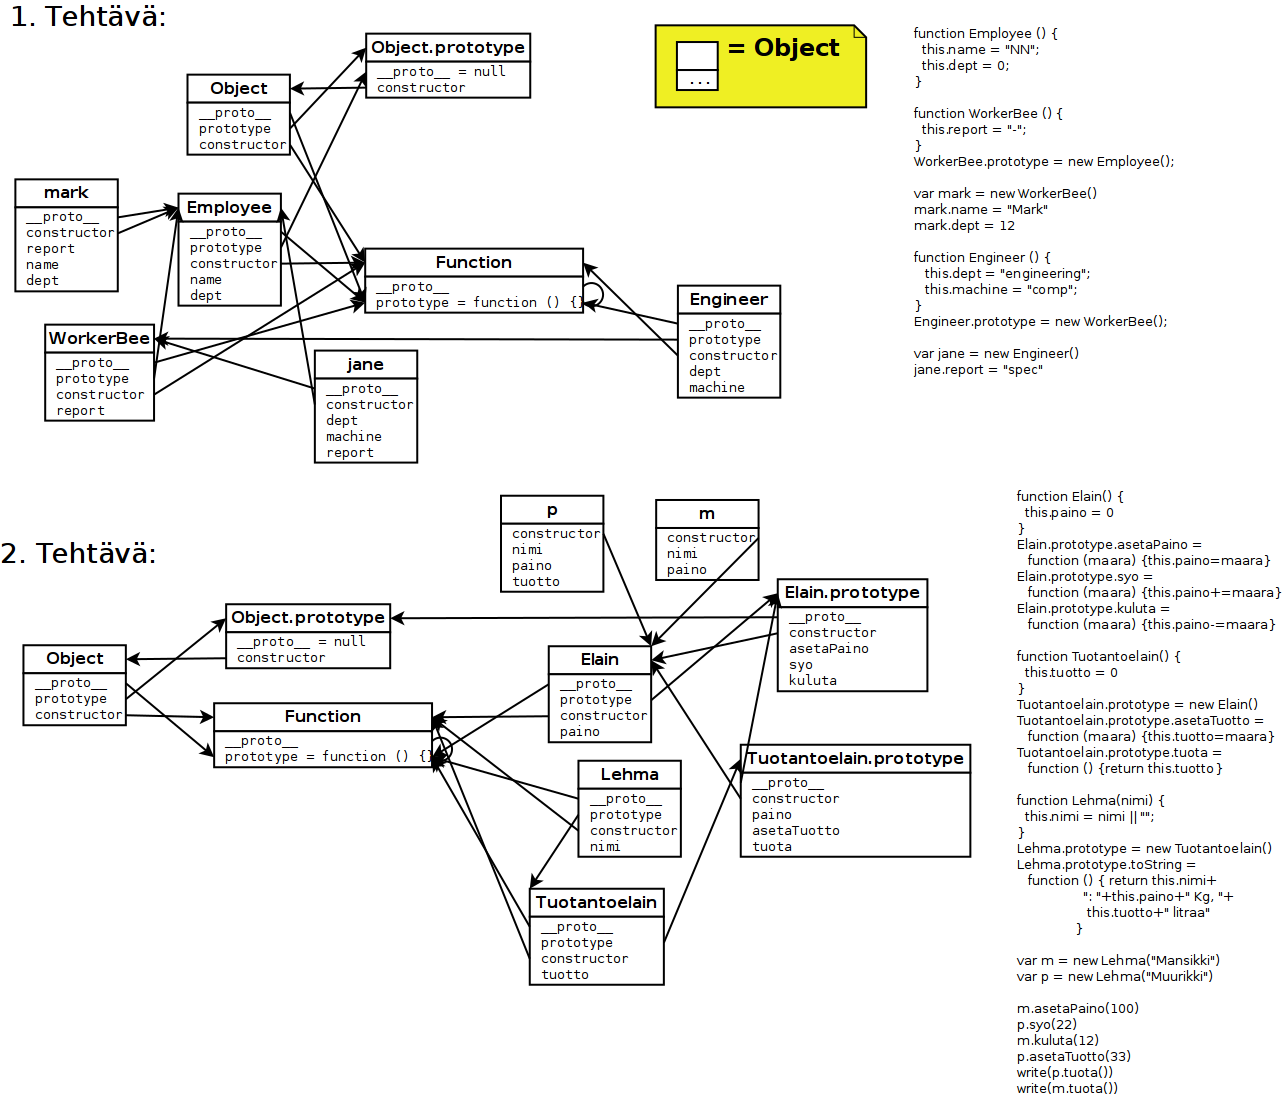 1. Tehtävä:
Object.prototype
__proto__ = null
constructor
Object
__proto__
prototype
constructor
= Object
...
mark
__proto__
constructor
report
name
dept
Employee
__proto__
prototype
constructor
name
dept
Function
__proto__
prototype = function () {}
Engineer
__proto__
prototype
constructor
dept
machine
WorkerBee
__proto__
prototype
constructor
report
jane
__proto__
constructor
dept
machine
report
function Employee () {
this.name = "NN";
this.dept = 0;
}
function WorkerBee () {
this.report = "-";
}
WorkerBee.prototype = new Employee();
var mark = new WorkerBee()
mark.name = "Mark"
mark.dept = 12
function Engineer () {
this.dept = "engineering";
this.machine = "comp";
}
Engineer.prototype = new WorkerBee();
var jane = new Engineer()
jane.report = "spec"
2. Tehtävä:
p
constructor
nimi
paino
tuotto
m
constructor
nimi
paino
Elain.prototype
__proto__
constructor
asetaPaino
syo
kuluta
Object.prototype
__proto__ = null
constructor
Object
__proto__
prototype
constructor
Elain
__proto__
prototype
constructor
paino
Function
__proto__
prototype = function () {}
Lehma
__proto__
prototype
constructor
nimi
Tuotantoelain.prototype
__proto__
constructor
paino
asetaTuotto
tuota
Tuotantoelain
__proto__
prototype
constructor
tuotto
function Elain() {
this.paino = 0
}
Elain.prototype.asetaPaino =
function (maara) {this.paino=maara}
Elain.prototype.syo =
function (maara) {this.paino+=maara}
Elain.prototype.kuluta =
function (maara) {this.paino-=maara}
function Tuotantoelain() {
this.tuotto = 0
}
Tuotantoelain.prototype = new Elain()
Tuotantoelain.prototype.asetaTuotto =
function (maara) {this.tuotto=maara}
Tuotantoelain.prototype.tuota =
function () {return this.tuotto}
function Lehma(nimi) {
this.nimi = nimi || "";
}
Lehma.prototype = new Tuotantoelain()
Lehma.prototype.toString =
function () { return this.nimi+
": "+this.paino+" Kg, "+
this.tuotto+" litraa"
}
var m = new Lehma("Mansikki")
var p = new Lehma("Muurikki")
m.asetaPaino(100)
p.syo(22)
m.kuluta(12)
p.asetaTuotto(33)
write(p.tuota())
write(m.tuota())